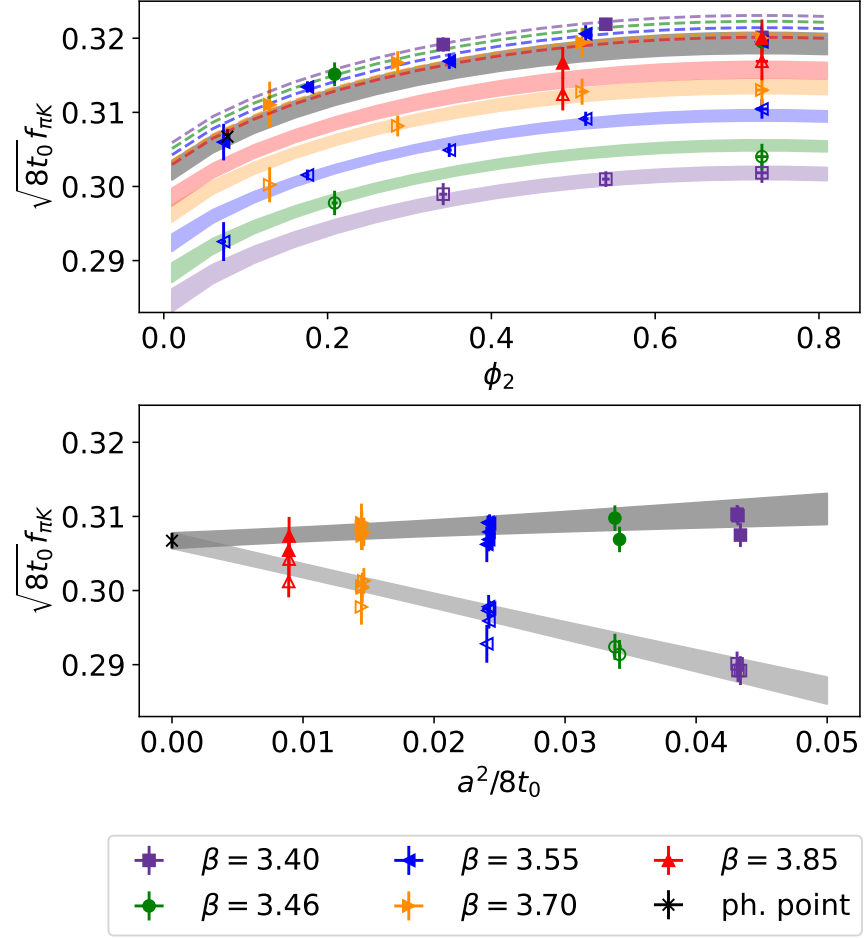 0.32
0.31
0.30
0.29
√8t₀ f_πK
0.0 0.2 0.4 0.6 0.8
ϕ₂
0.32
0.31
0.30
0.29
√8t₀ f_πK
0.00 0.01 0.02 0.03 0.04 0.05
a²/8t₀
β = 3.40 β = 3.55 β = 3.85
β = 3.46 β = 3.70 ph. point